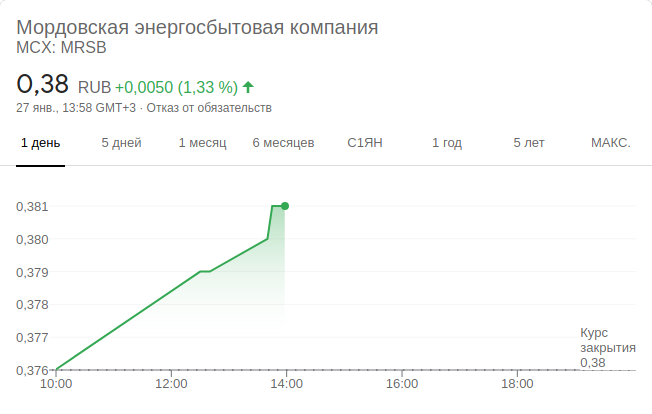 Мордовская энергосбытовая компания
MCX: MRSB
0,38 RUB +0,0050 (1,33 %)
27 янв., 13:58 GMT+3 · Отказ от обязательств
1 день 5 дней 1 месяц 6 месяцев С1ЯН 1 год 5 лет МАКС.
0,381
0,380
0,379
0,378
0,377
0,376
Курс
закрытия
0,38
10:00 12:00 14:00 16:00 18:00